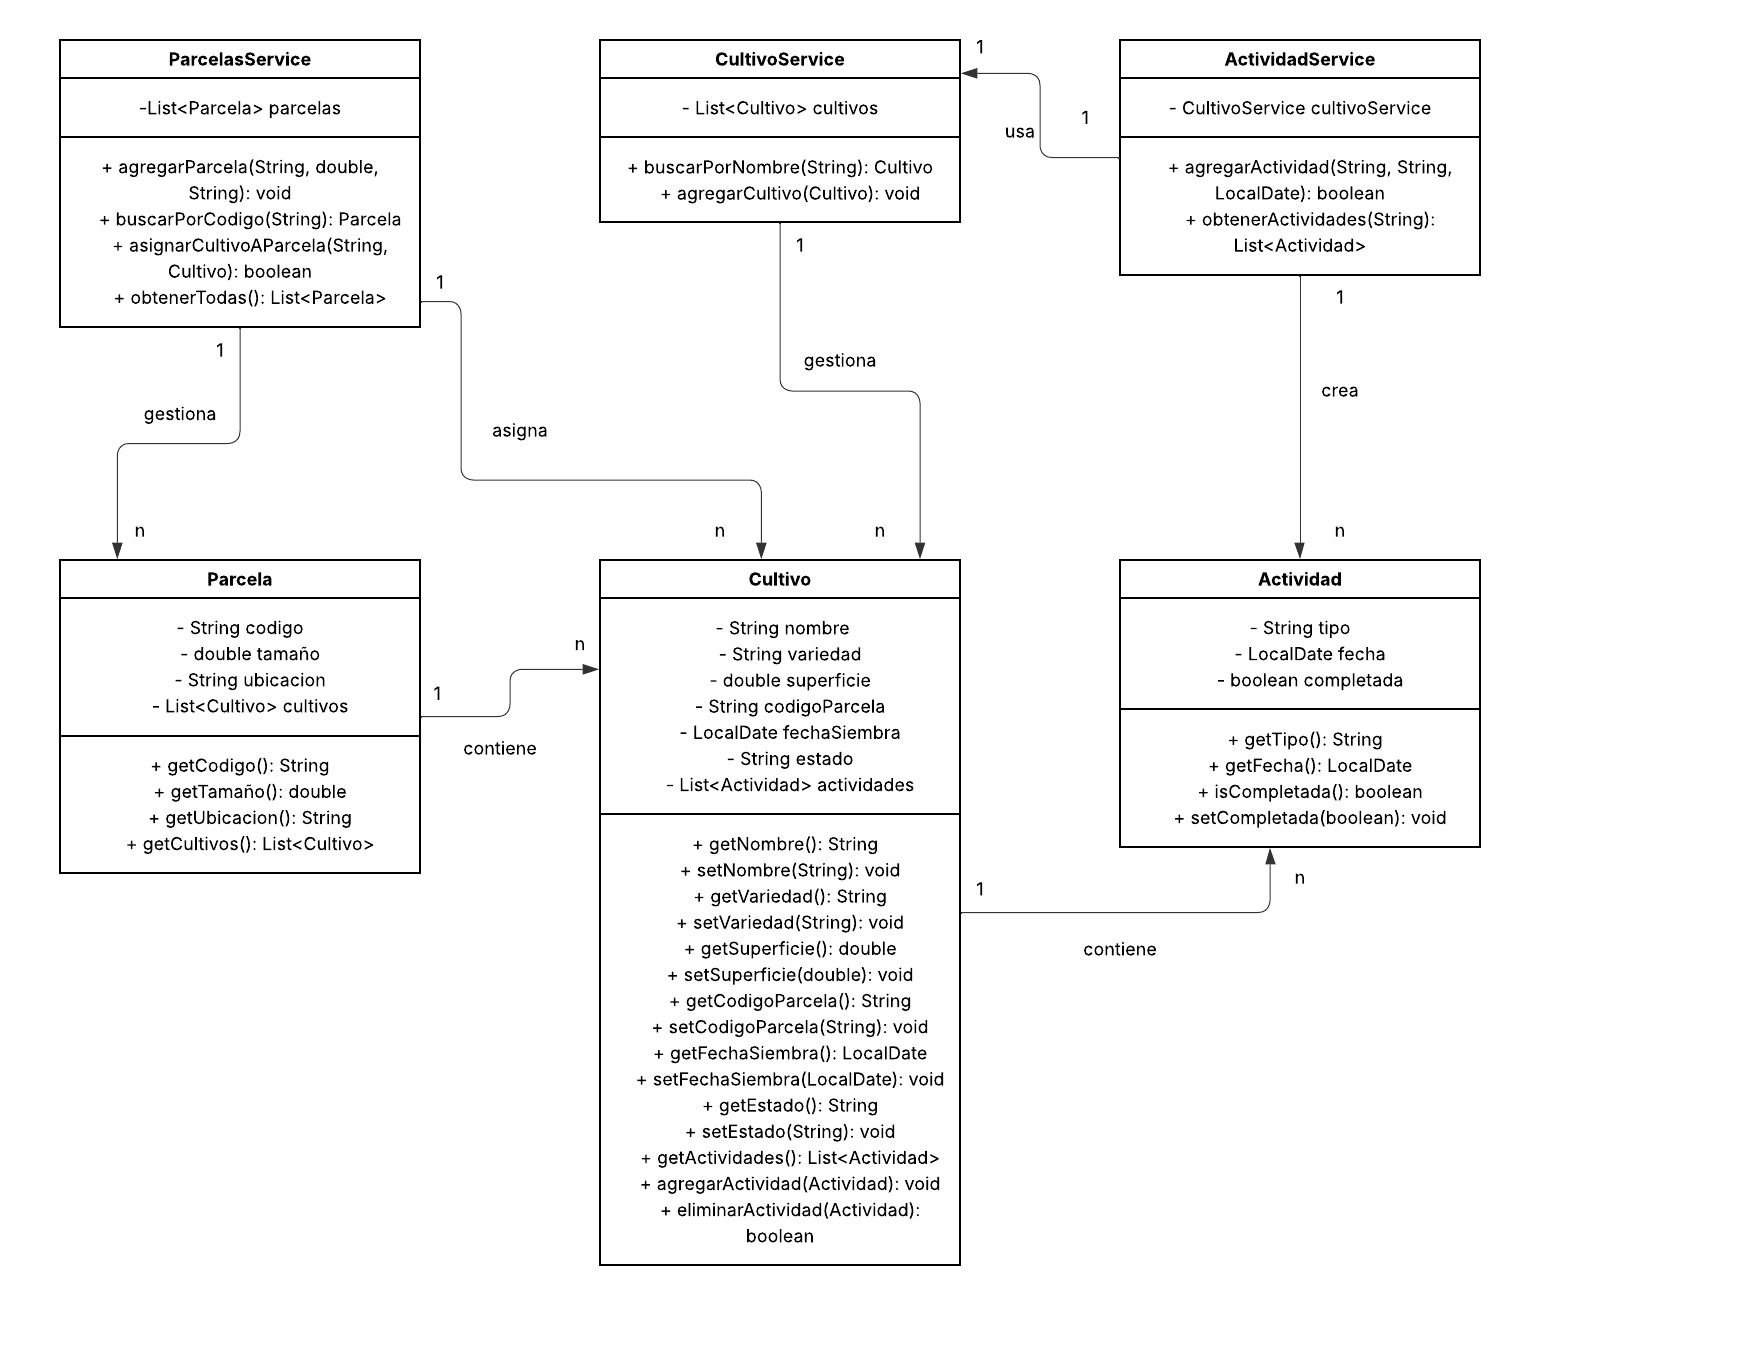 ParcelasService
-List<Parcela> parcelas
+ agregarParcela(String, double,
String): void
+ buscarPorCodigo(String): Parcela
+ asignarCultivoAParcela(String,
Cultivo): boolean
+ obtenerTodas(): List<Parcela>
CultivoService
- List<Cultivo> cultivos
+ buscarPorNombre(String): Cultivo
+ agregarCultivo(Cultivo): void
1
usa
1
ActividadService
- CultivoService cultivoService
+ agregarActividad(String, String,
LocalDate): boolean
+ obtenerActividades(String):
List<Actividad>
1
gestiona
n
1
asigna
n
1
gestiona
n
1
crea
n
Parcela
- String codigo
- double tamaño
- String ubicacion
- List<Cultivo> cultivos
+ getCodigo(): String
+ getTamaño(): double
+ getUbicacion(): String
+ getCultivos(): List<Cultivo>
1
contiene
n
Cultivo
- String nombre
- String variedad
- double superficie
- String codigoParcela
- LocalDate fechaSiembra
- String estado
- List<Actividad> actividades
+ getNombre(): String
+ setNombre(String): void
+ getVariedad(): String
+ setVariedad(String): void
+ getSuperficie(): double
+ setSuperficie(double): void
+ getCodigoParcela(): String
+ setCodigoParcela(String): void
+ getFechaSiembra(): LocalDate
+ setFechaSiembra(LocalDate): void
+ getEstado(): String
+ setEstado(String): void
+ getActividades(): List<Actividad>
+ agregarActividad(Actividad): void
+ eliminarActividad(Actividad):
boolean
Actividad
- String tipo
- LocalDate fecha
- boolean completada
+ getTipo(): String
+ getFecha(): LocalDate
+ isCompletada(): boolean
+ setCompletada(boolean): void
1
n
contiene